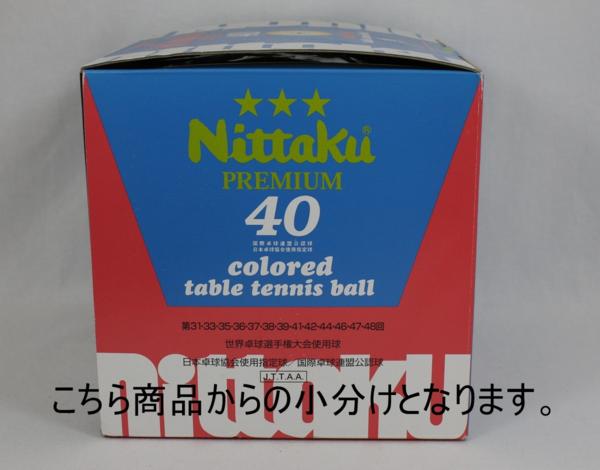 ★★★
Nittaku®
PREMIUM
40
国際卓球連盟公認球
日本卓球協会使用指定球
colored
table tennis ball
第31・33・35・36・37・38・39・41・42・44・46・47・48回
世界卓球選手権大会使用球
日本卓球協会使用指定球／国際卓球連盟公認球
J.T.T.A.A.
nittaku
こちら商品からの小分けとなります。